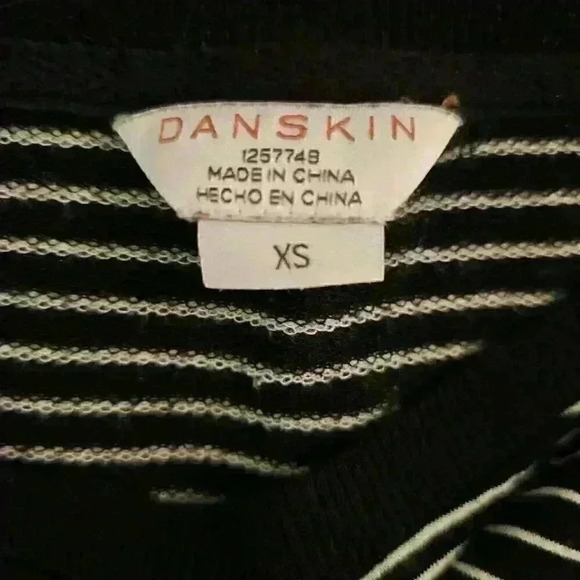 DANSKIN
1257748
MADE IN CHINA
HECHO EN CHINA
XS